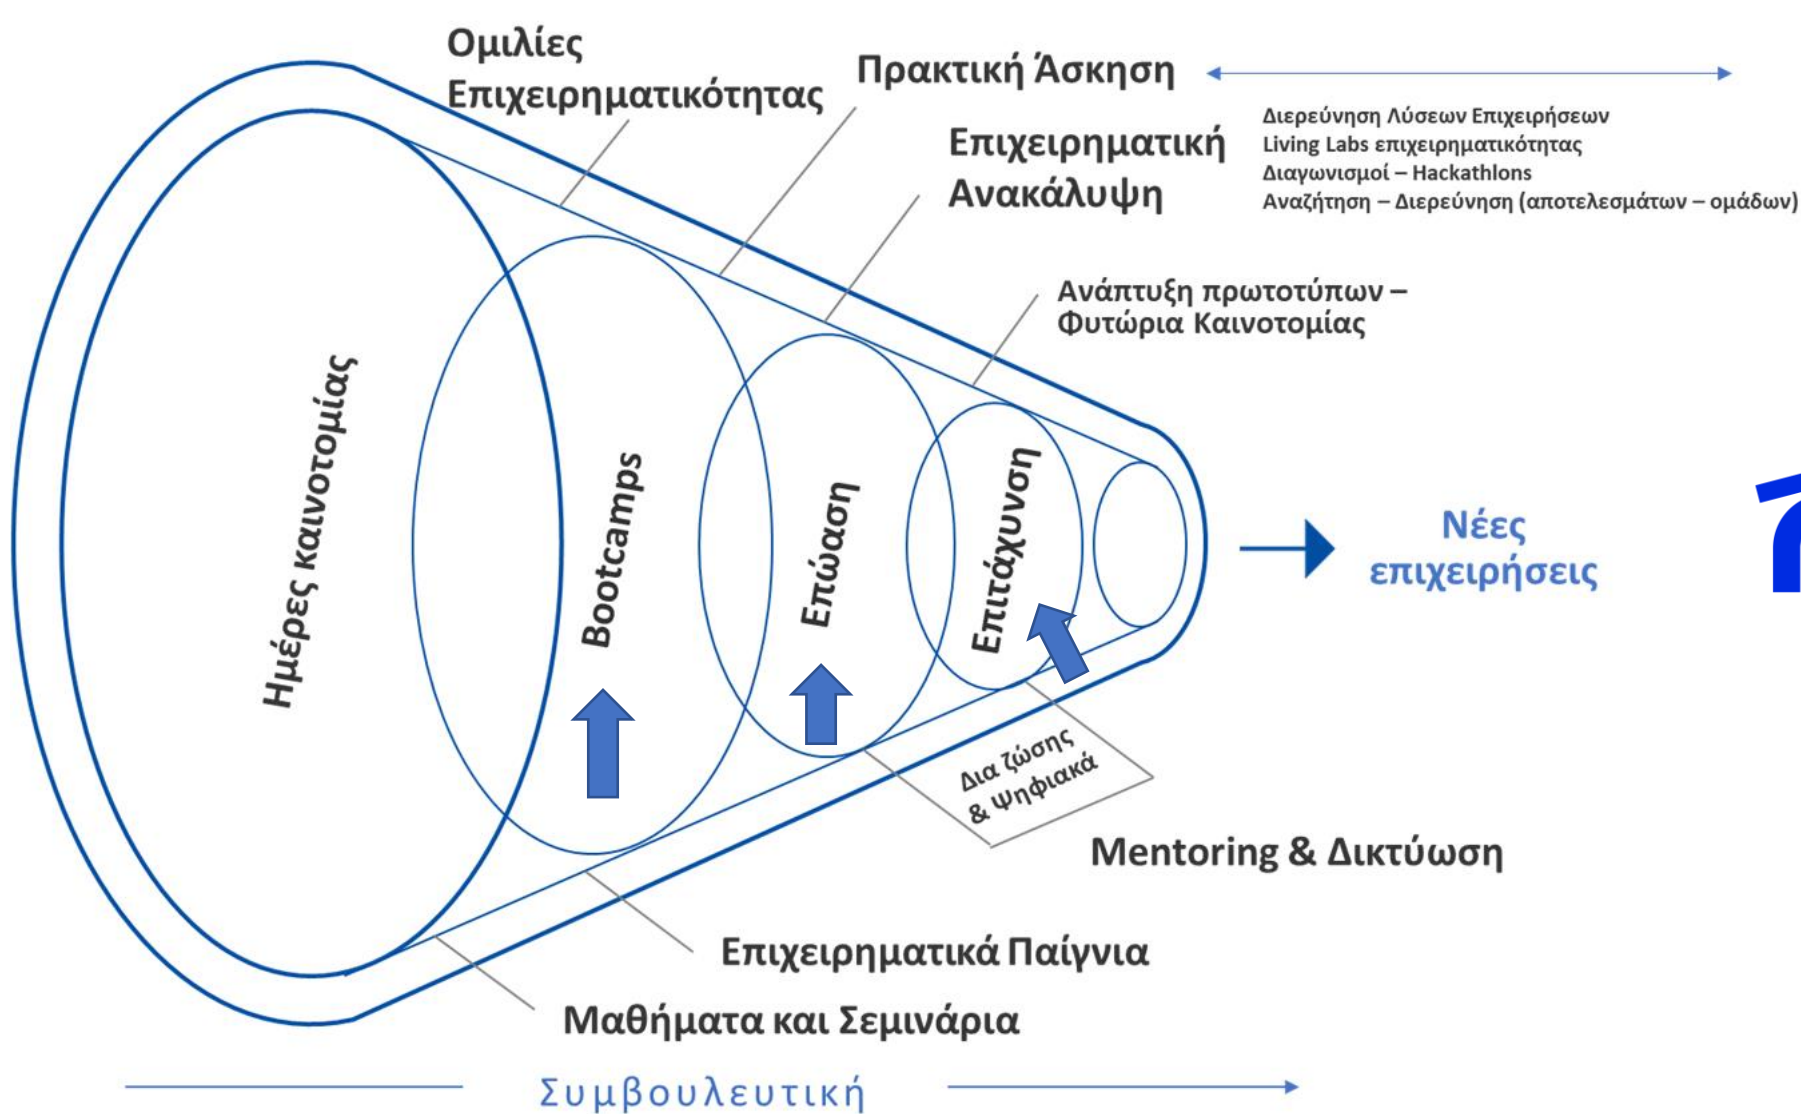 Ομιλίες
Επιχειρηματικότητας
Πρακτική Άσκηση
Επιχειρηματική
Ανακάλυψη
Διερεύνηση Λύσεων Επιχειρήσεων
Living Labs επιχειρηματικότητας
Διαγωνισμοί – Hackathlons
Αναζήτηση – Διερεύνηση (αποτελεσμάτων – ομάδων)
Ανάπτυξη πρωτοτύπων –
Φυτώρια Καινοτομίας
Ημέρες καινοτομίας
Bootcamps
Επώαση
Επιτάχυνση
Νέες
επιχειρήσεις
Δια ζώσης
& Ψηφιακά
Mentoring & Δικτύωση
Επιχειρηματικά Παίγνια
Μαθήματα και Σεμινάρια
Συμβουλευτική